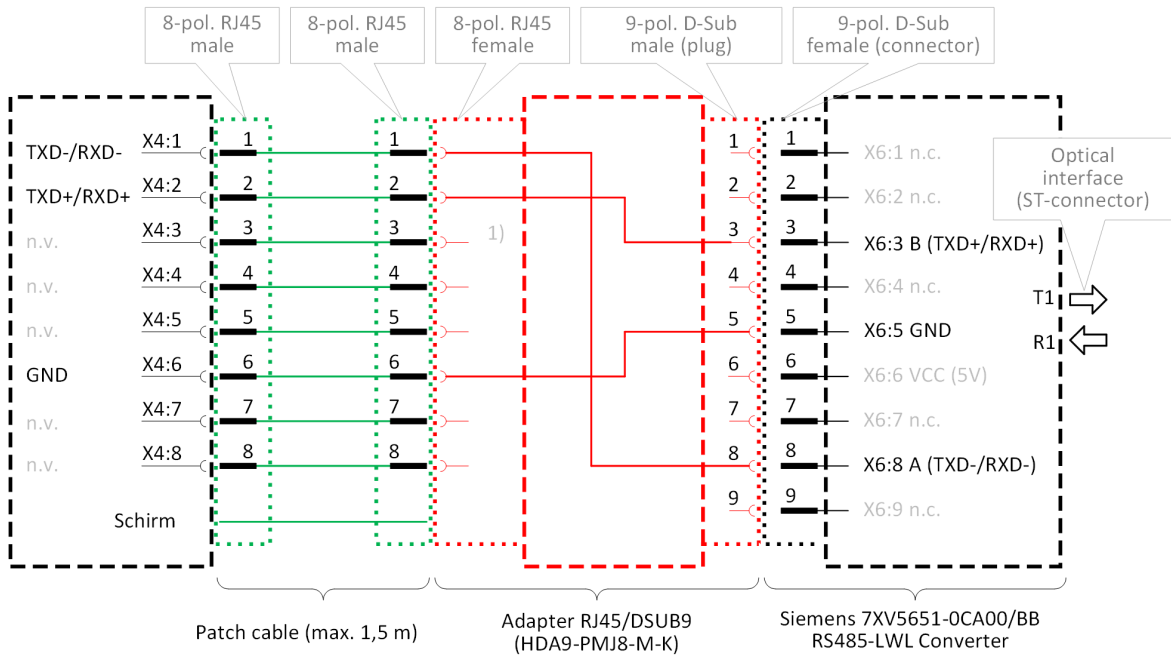 8-pol. RJ45
male
8-pol. RJ45
male
8-pol. RJ45
female
9-pol. D-Sub
male (plug)
9-pol. D-Sub
female (connector)
TXD-/RXD- X4:1 1 1 1 1 X6:1 n.c.
TXD+/RXD+ X4:2 2 2 2 2 X6:2 n.c.
n.v. X4:3 3 3 1) 3 3 X6:3 B (TXD+/RXD+)
X4:4 4 4 4 4 X6:4 n.c.
n.v. X4:5 5 5 5 5 X6:5 GND
GND X4:6 6 6 6 6 X6:6 VCC (5V)
n.v. X4:7 7 7 7 7 X6:7 n.c.
n.v. X4:8 8 8 8 8 X6:8 A (TXD-/RXD-)
9 9 X6:9 n.c.
Schirm
Optical
interface
(ST-connector)
T1
R1
Patch cable (max. 1,5 m)
Adapter RJ45/DSUB9
(HDA9-PMJ8-M-K)
Siemens 7XV5651-0CA00/BB
RS485-LWL Converter